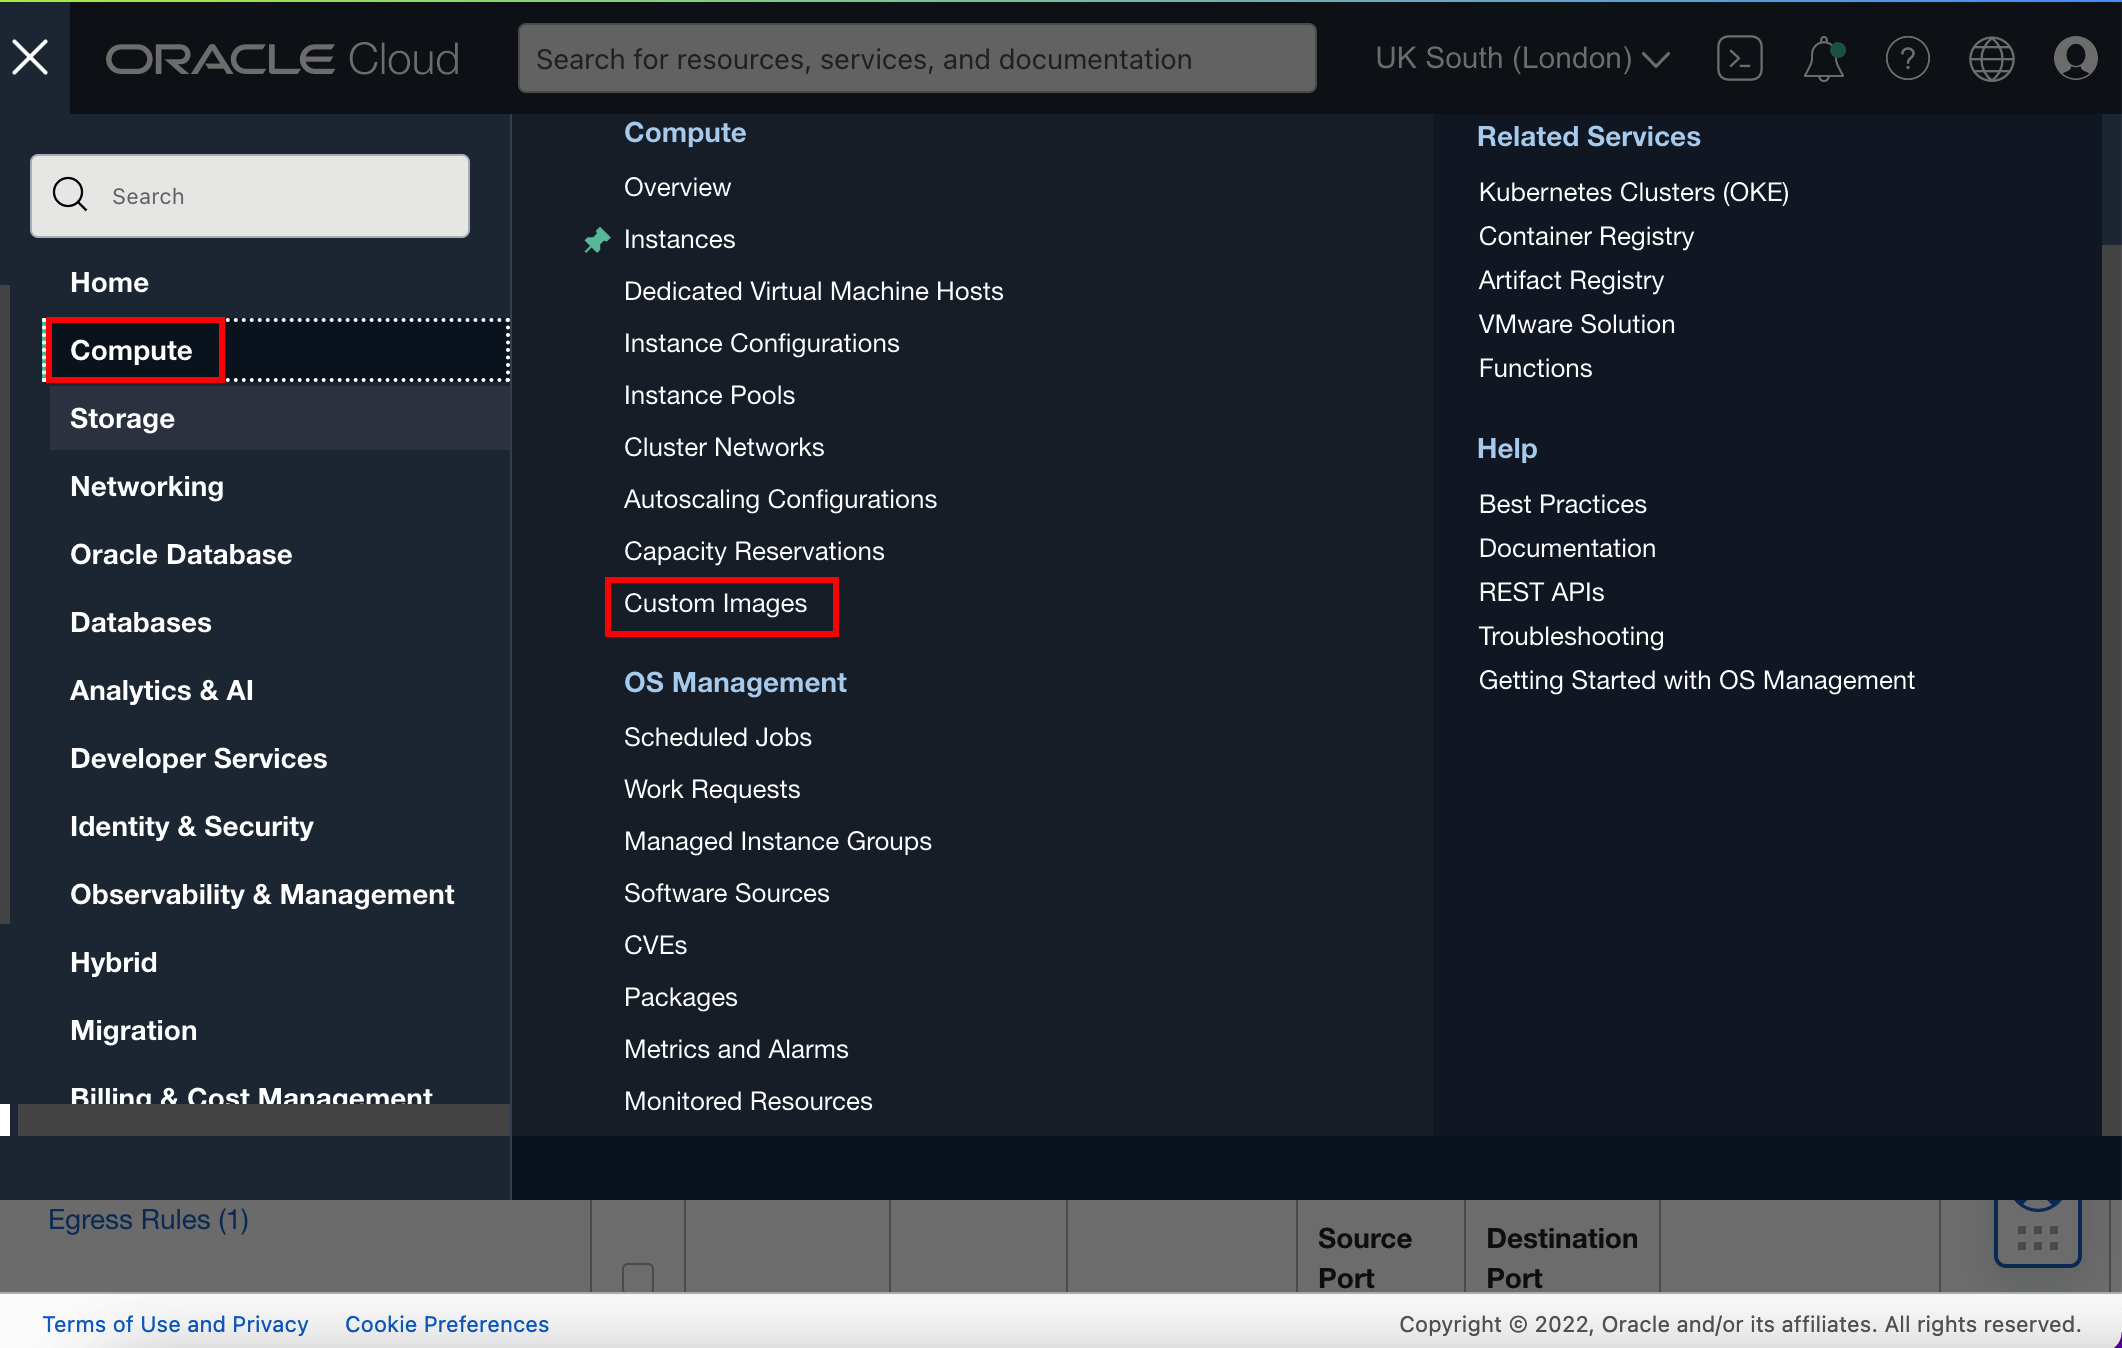 ORACLE Cloud
Search for resources, services, and documentation
UK South (London)
Search
Home
Compute
Storage
Networking
Oracle Database
Databases
Analytics & AI
Developer Services
Identity & Security
Observability & Management
Hybrid
Migration
Billing & Cost Management
Compute
Overview
Instances
Dedicated Virtual Machine Hosts
Instance Configurations
Instance Pools
Cluster Networks
Autoscaling Configurations
Capacity Reservations
Custom Images
OS Management
Scheduled Jobs
Work Requests
Managed Instance Groups
Software Sources
CVEs
Packages
Metrics and Alarms
Monitored Resources
Related Services
Kubernetes Clusters (OKE)
Container Registry
Artifact Registry
VMware Solution
Functions
Help
Best Practices
Documentation
REST APIs
Troubleshooting
Getting Started with OS Management
Egress Rules (1)
Source
Port
Destination
Port
Terms of Use and Privacy
Cookie Preferences
Copyright © 2022, Oracle and/or its affiliates. All rights reserved.